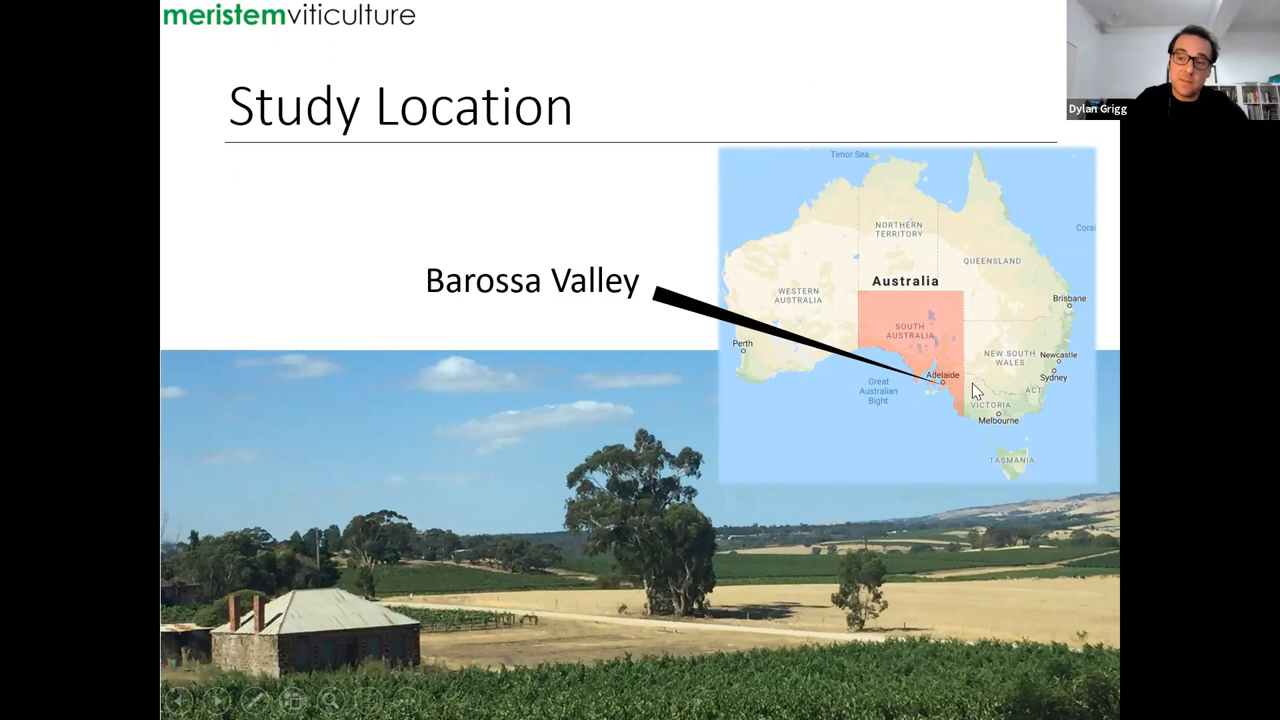 meristemviticulture
Dylan Grigg
Study Location
Timor Sea
Coral
NORTHERN
TERRITORY
QUEENSLAND
Barossa Valley
Australia
WESTERN
AUSTRALIA
Brisbane
SOUTH
AUSTRALIA
Perth
NEW SOUTH
WALES
Newcastle
Sydney
Adelaide
Great
Australian
Bight
ACT
VICTORIA
Melbourne
TASMANIA